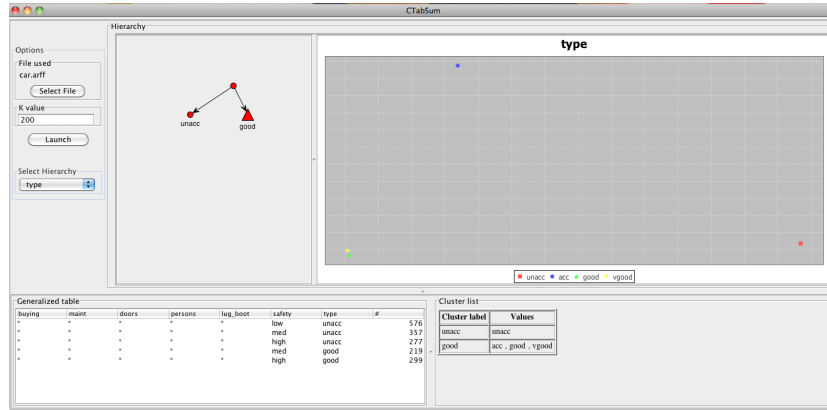 CTabSum
Hierarchy
Options
File used
car.arff
Select File
K value
200
Launch
Select Hierarchy
type
unacc
good
type
unacc acc good vgood
Generalized table
buying maint doors persons lug_boot safety type #
* * * * * low unacc 576
* * * * * med unacc 357
* * * * * high unacc 277
* * * * * med good 219
* * * * * high good 299
Cluster list
Cluster label Values
unacc unacc
good acc , good , vgood